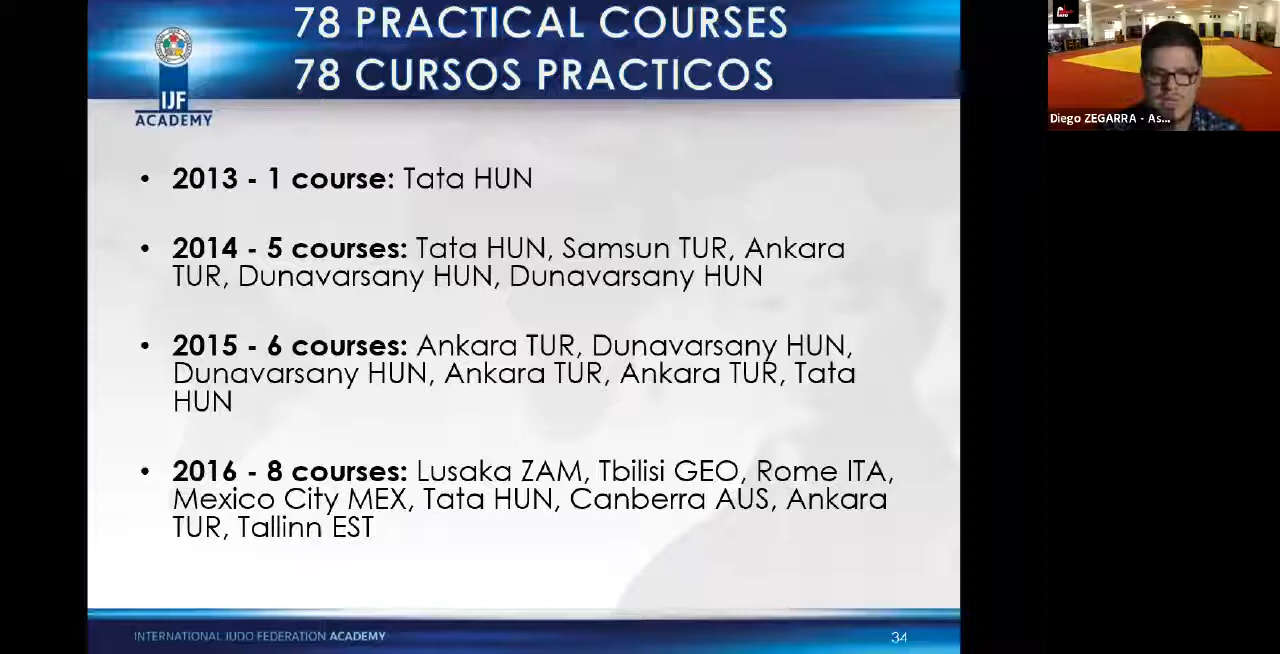 78 PRACTICAL COURSES
78 CURSOS PRACTICOS
IJF
ACADEMY
• 2013 - 1 course: Tata HUN
• 2014 - 5 courses: Tata HUN, Samsun TUR, Ankara
TUR, Dunavarsany HUN, Dunavarsany HUN
• 2015 - 6 courses: Ankara TUR, Dunavarsany HUN,
Dunavarsany HUN, Ankara TUR, Ankara TUR, Tata
HUN
• 2016 - 8 courses: Lusaka ZAM, Tbilisi GEO, Rome ITA,
Mexico City MEX, Tata HUN, Canberra AUS, Ankara
TUR, Tallinn EST
INTERNATIONAL JUDO FEDERATION ACADEMY
34
Diego ZEGARRA - As...